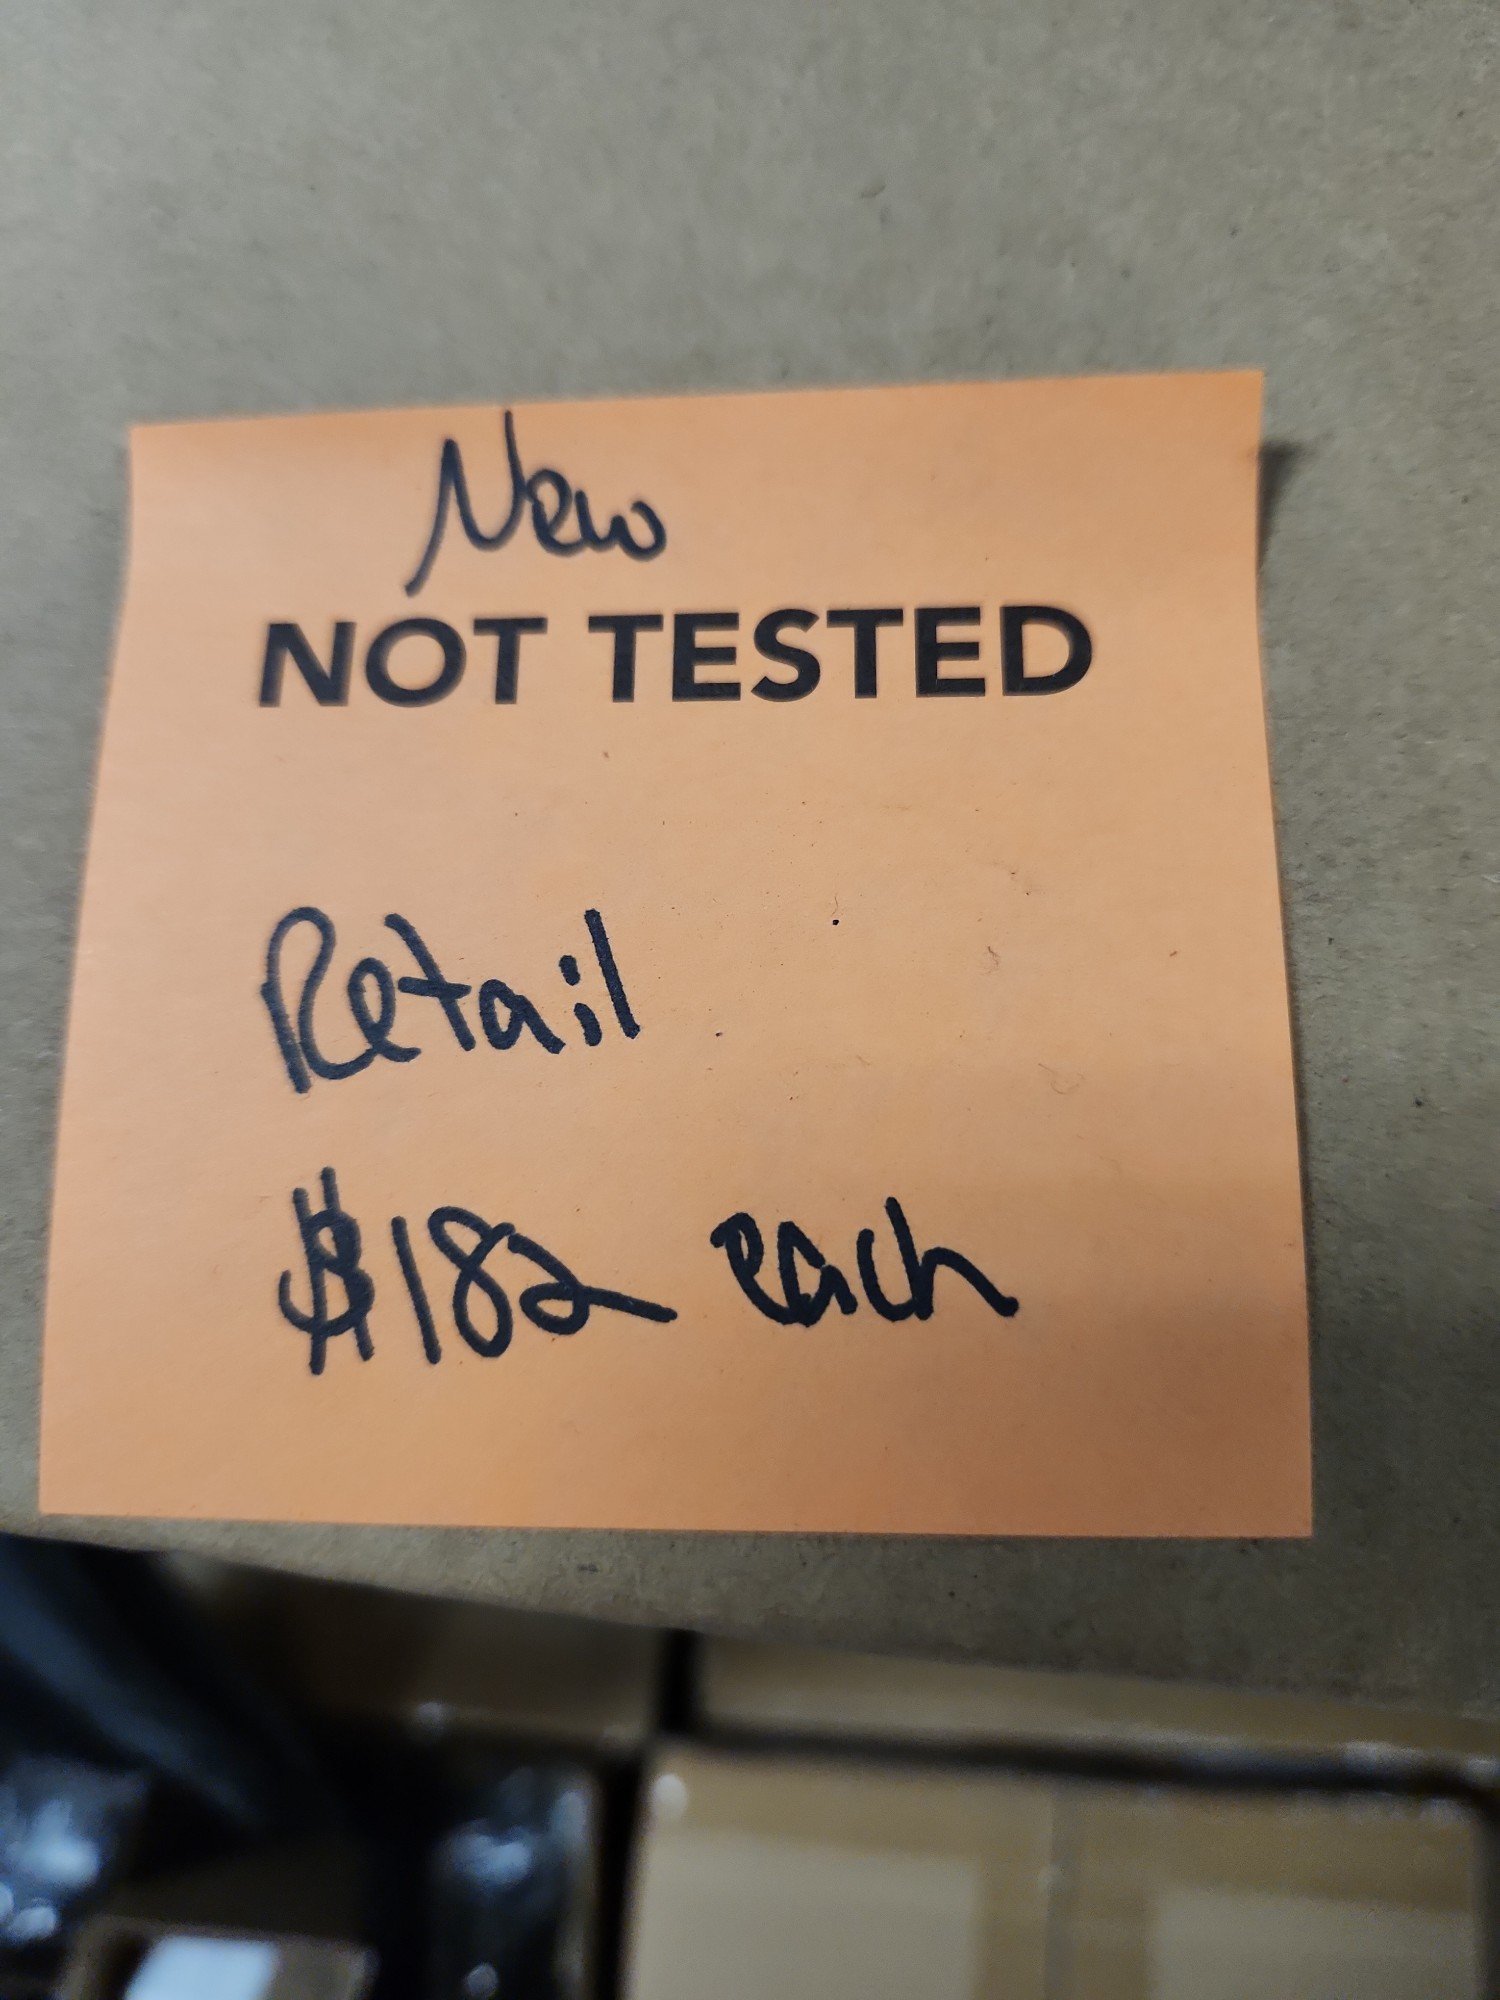 New
NOT TESTED
Retail
$182 each